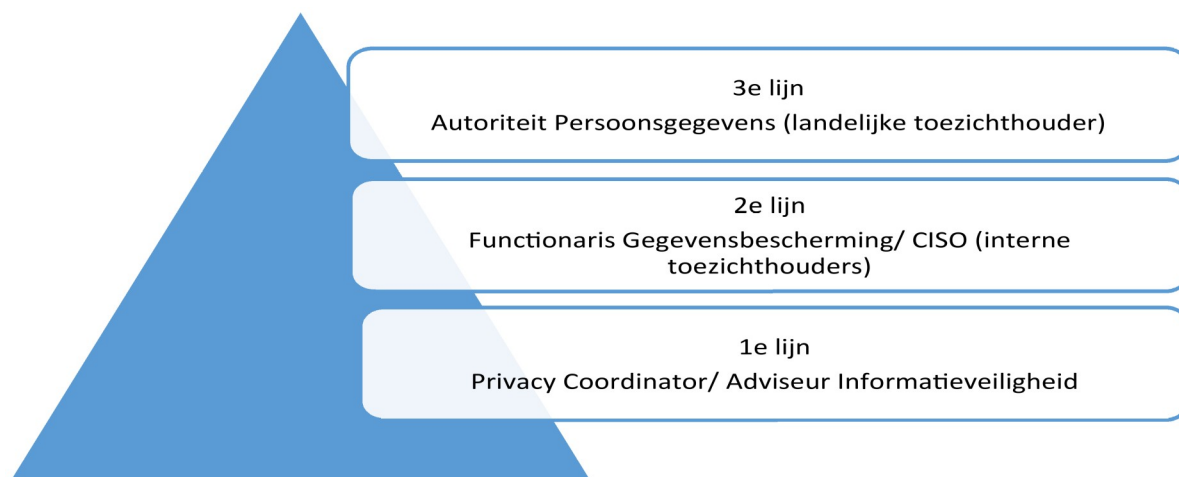 3e lijn
Autoriteit Persoonsgegevens (landelijke toezichthouder)
2e lijn
Functionaris Gegevensbescherming/ CISO (interne
toezichthouders)
1e lijn
Privacy Coordinator/ Adviseur Informatieveiligheid